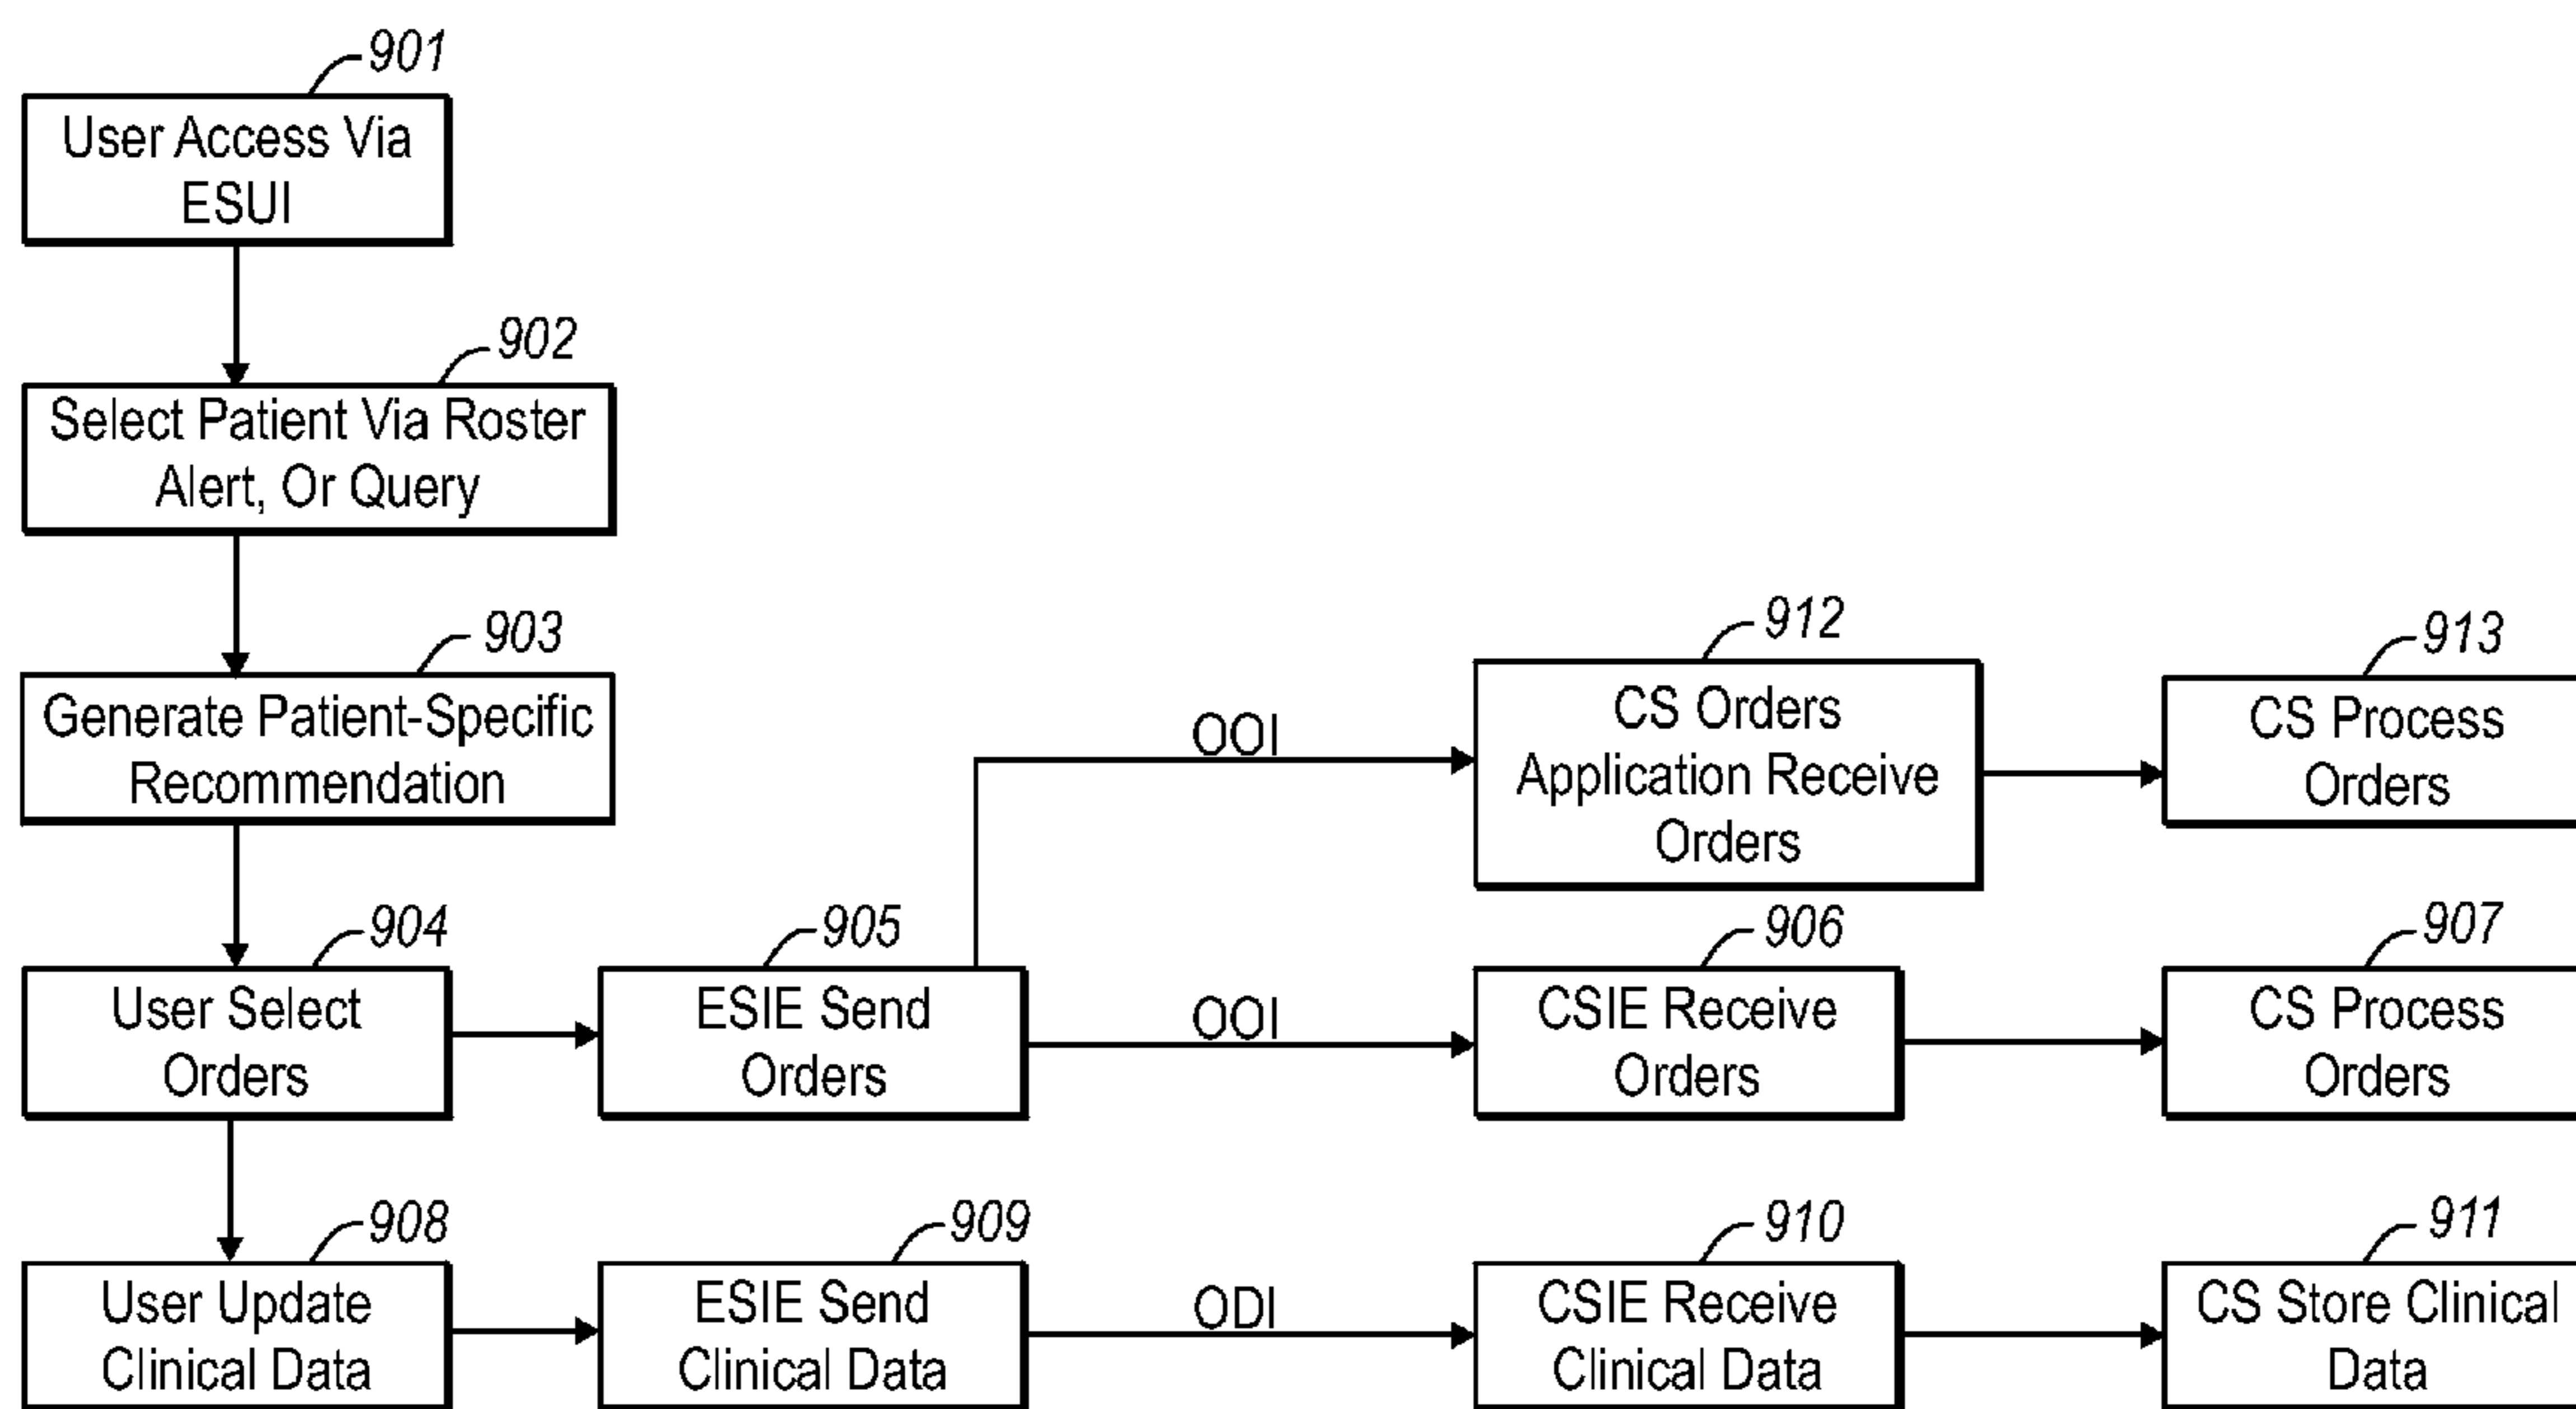 901
User Access Via
ESUI
902
Select Patient Via Roster
Alert, Or Query
903
Generate Patient-Specific
Recommendation
OOI
912
CS Orders
Application Receive
Orders
913
CS Process
Orders
904
User Select
Orders
905
ESIE Send
Orders
OOI
906
CSIE Receive
Orders
907
CS Process
Orders
908
User Update
Clinical Data
909
ESIE Send
Clinical Data
ODI
910
CSIE Receive
Clinical Data
911
CS Store Clinical
Data